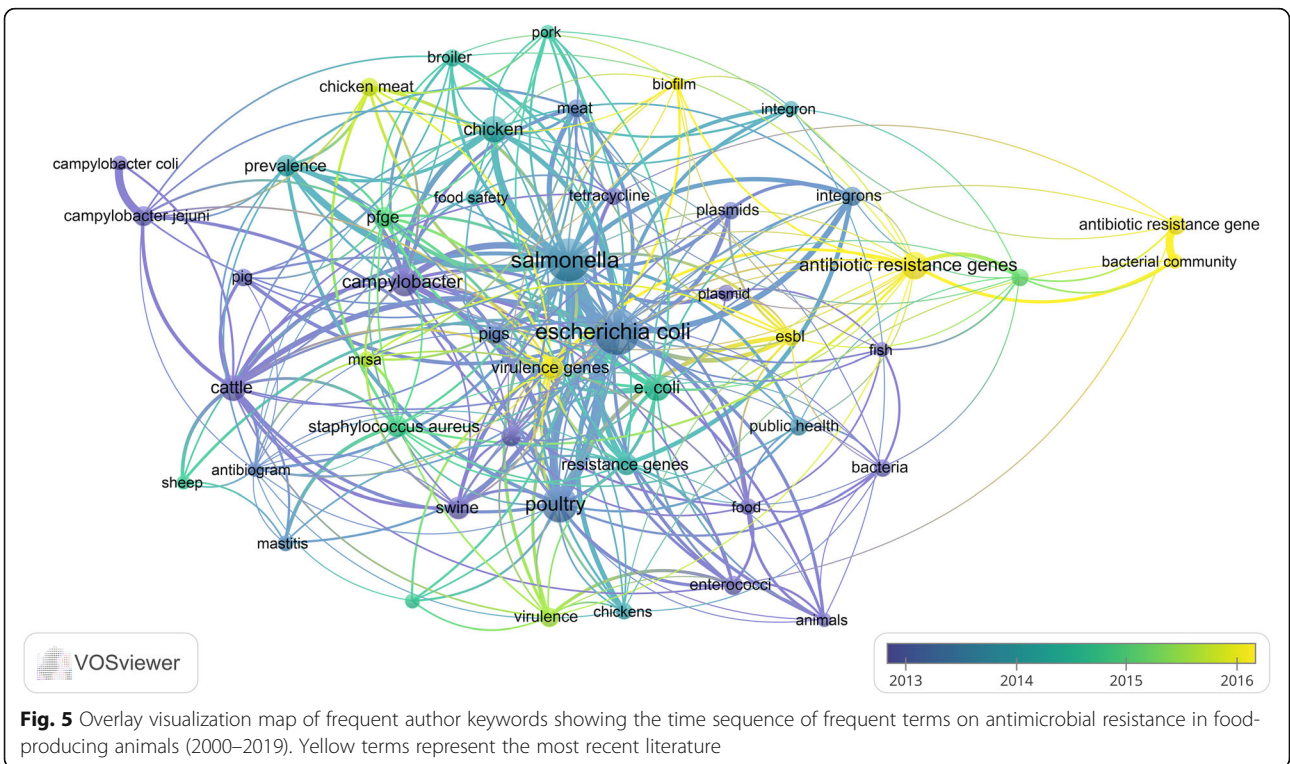 pork
broiler
chicken meat
biofilm
meat
integron
chicken
campylobacter coli
prevalence
food safety
tetracycline
integrons
campylobacter jejuni
pfge
plasmids
antibiotic resistance gene
salmonella
antibiotic resistance genes
bacterial community
pig
campylobacter
plasmid
pigs
escherichia coli
esbl
fish
mrsa
virulence genes
cattle
e. coli
staphylococcus aureus
public health
antibiogram
resistance genes
bacteria
sheep
swine
poultry
food
mastitis
enterococci
virulence
chickens
animals
VOSviewer
2013
2014
2015
2016
Fig. 5 Overlay visualization map of frequent author keywords showing the time sequence of frequent terms on antimicrobial resistance in food-
producing animals (2000–2019). Yellow terms represent the most recent literature